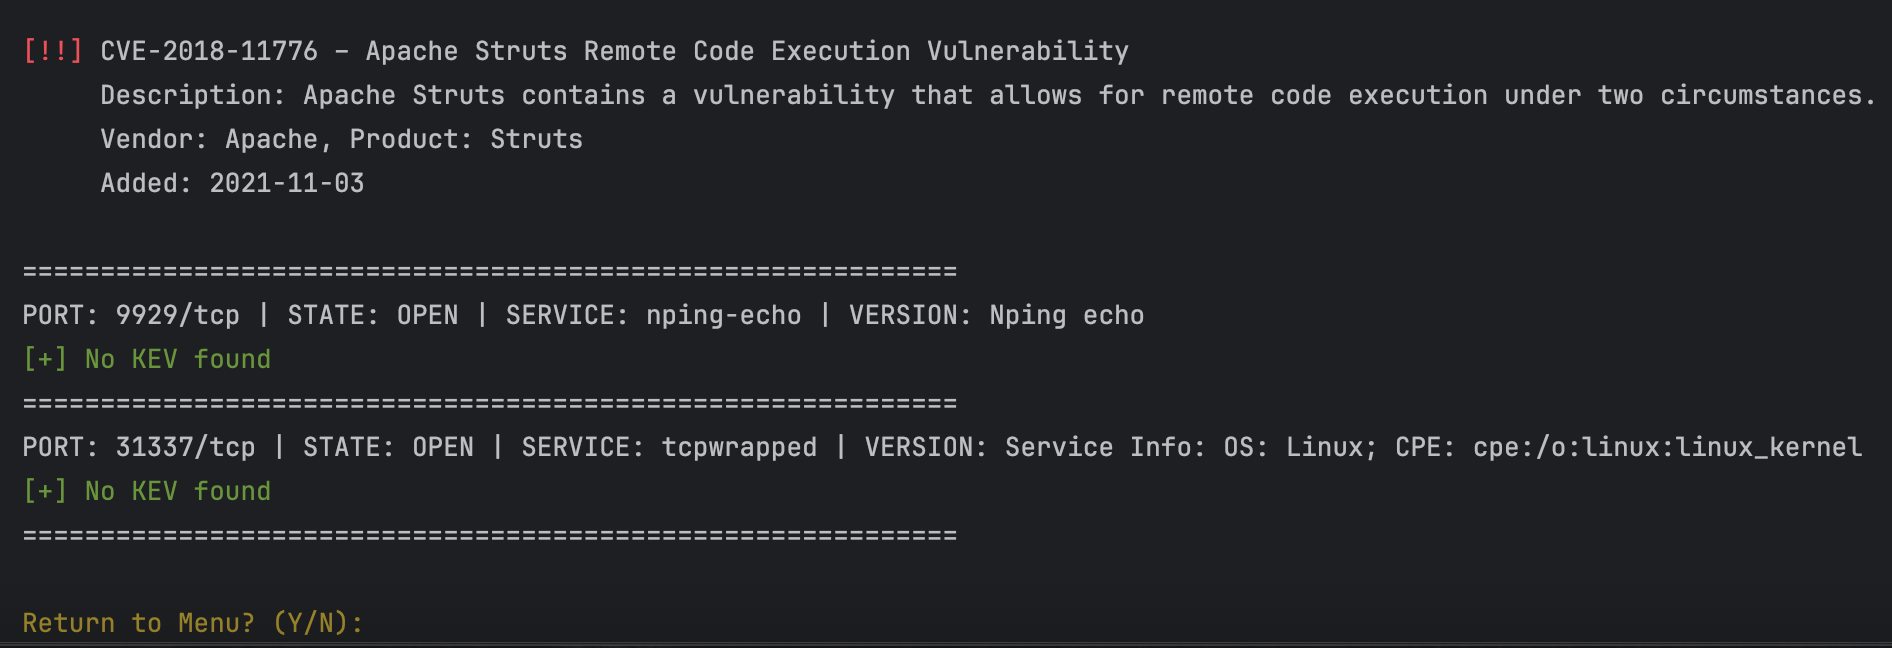 [!!] CVE-2018-11776 – Apache Struts Remote Code Execution Vulnerability
Description: Apache Struts contains a vulnerability that allows for remote code execution under two circumstances.
Vendor: Apache, Product: Struts
Added: 2021-11-03
============================================================
PORT: 9929/tcp | STATE: OPEN | SERVICE: nping-echo | VERSION: Nping echo
[+] No KEV found
============================================================
PORT: 31337/tcp | STATE: OPEN | SERVICE: tcpwrapped | VERSION: Service Info: OS: Linux; CPE: cpe:/o:linux:linux_kernel
[+] No KEV found
============================================================
Return to Menu? (Y/N):